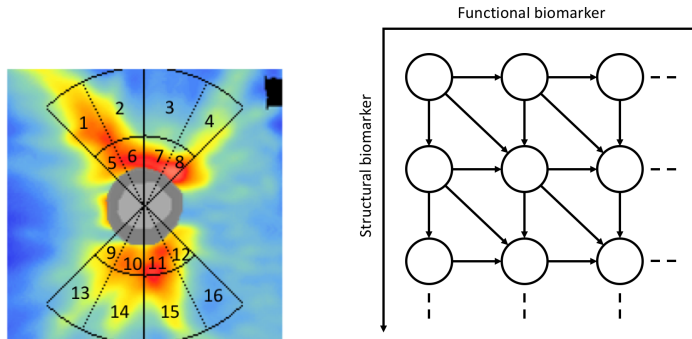 Functional biomarker
Structural biomarker
1 2 3 4
5 6 7 8
9 10 11 12
13 14 15 16